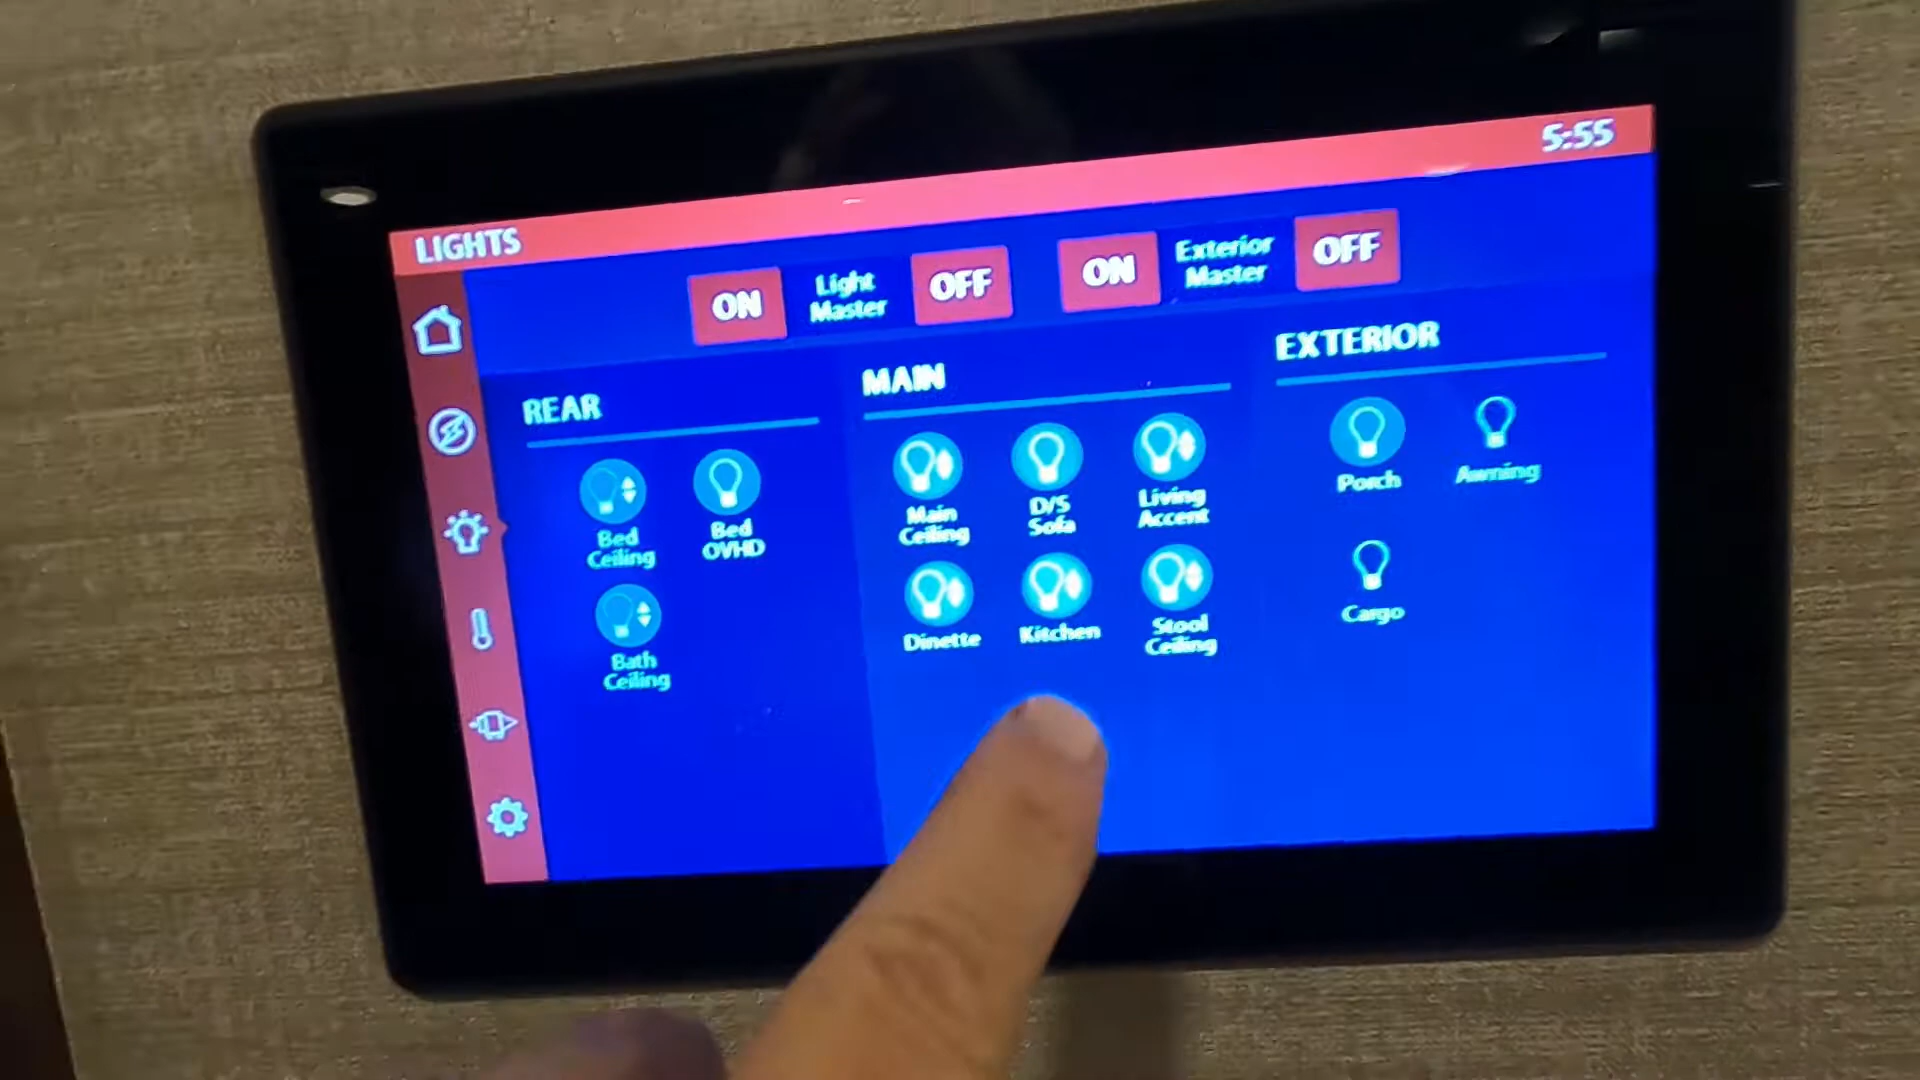 LIGHTS
5:55
ON
Light
Master
OFF
ON
Exterior
Master
OFF
REAR
Bed
Ceiling
Bed
OVHD
Bath
Ceiling
MAIN
Main
Ceiling
D/S
Sofa
Living
Accent
Dinette
Kitchen
Stool
Ceiling
EXTERIOR
Porch
Awning
Cargo